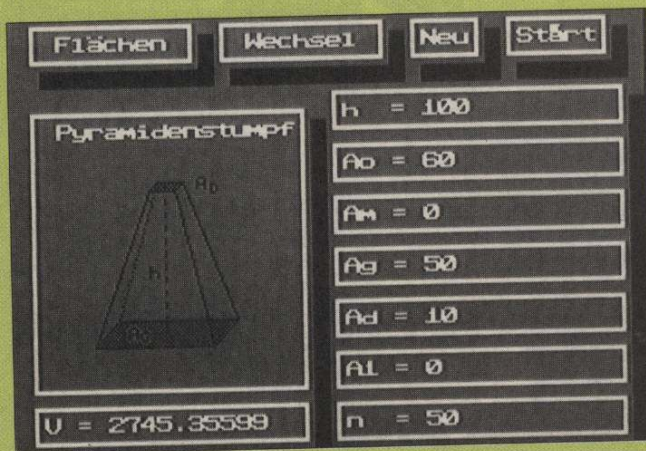 Flächen Wechsel Neu Start
Pyramidenstumpf
AD
h
AG
V = 2745.35599
h = 100
Ao = 60
Am = 0
Ag = 50
Ad = 10
Al = 0
n = 50